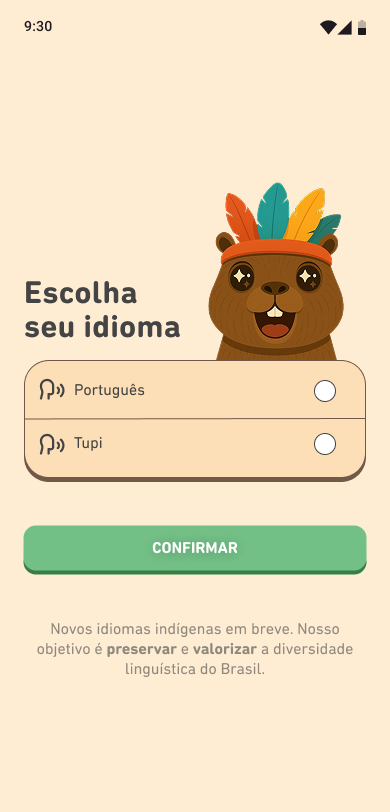 9:30
Escolha
seu idioma
Português
Tupi
CONFIRMAR
Novos idiomas indígenas em breve. Nosso
objetivo é preservar e valorizar a diversidade
linguística do Brasil.